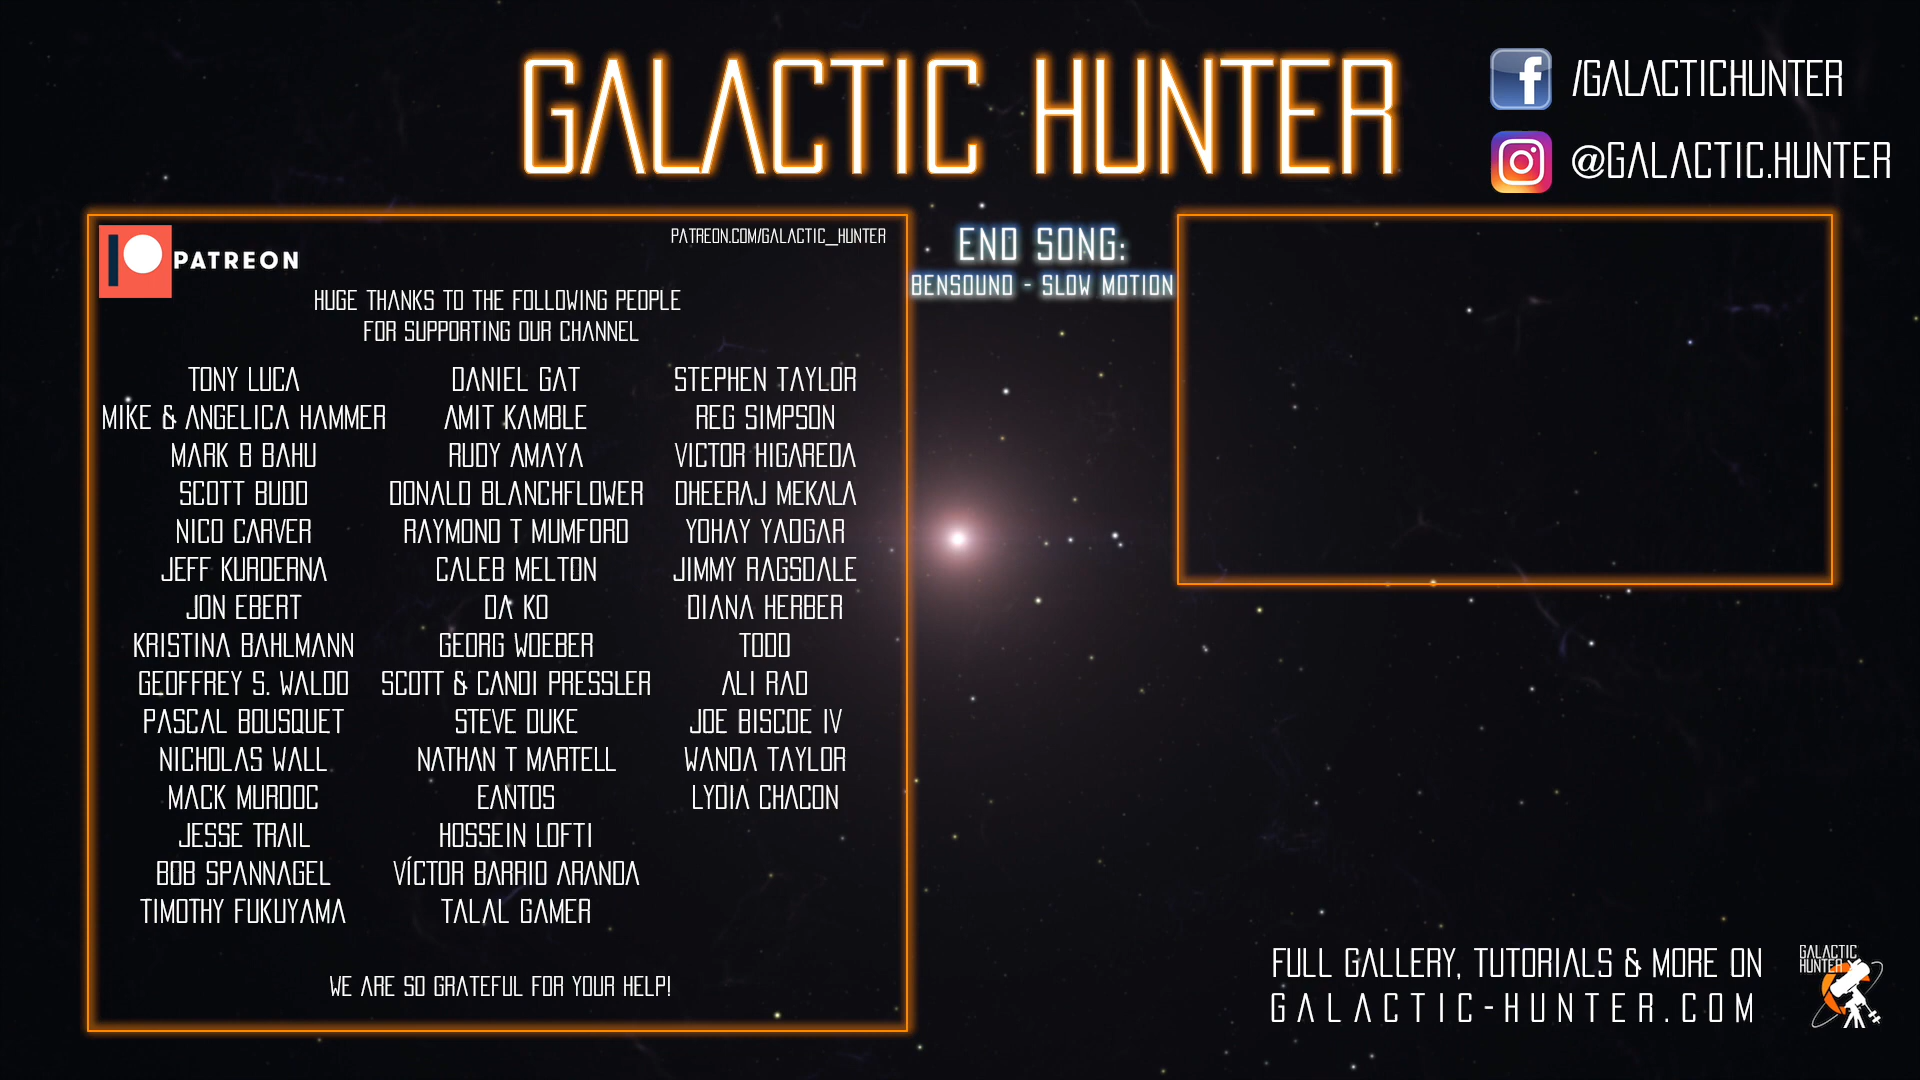 GALACTIC HUNTER
/GALACTICHUNTER
@GALACTIC.HUNTER
PATREON
PATREON.COM/GALACTIC_HUNTER
HUGE THANKS TO THE FOLLOWING PEOPLE
FOR SUPPORTING OUR CHANNEL
TONY LUCA
MIKE & ANGELICA HAMMER
MARK B BAHU
SCOTT BUDD
NICO CARVER
JEFF KURDERNA
JON EBERT
KRISTINA BAHLMANN
GEOFFREY S. WALDO
PASCAL BOUSQUET
NICHOLAS WALL
MACK MURDOC
JESSE TRAIL
BOB SPANNAGEL
TIMOTHY FUKUYAMA
DANIEL GAT
AMIT KAMBLE
RUDY AMAYA
DONALD BLANCHFLOWER
RAYMOND T MUMFORD
CALEB MELTON
DA KO
GEORG WOEBER
SCOTT & CANDI PRESSLER
STEVE DUKE
NATHAN T MARTELL
EANTOS
HOSSEIN LOFTI
VÍCTOR BARRIO ARANDA
TALAL GAMER
STEPHEN TAYLOR
REG SIMPSON
VICTOR HIGAREDA
DHEERAJ MEKALA
YOHAY YADGAR
JIMMY RAGSDALE
DIANA HERBER
TODD
ALI RAD
JOE BISCOE IV
WANDA TAYLOR
LYDIA CHACON
WE ARE SO GRATEFUL FOR YOUR HELP!
END SONG:
BENSOUND - SLOW MOTION
FULL GALLERY, TUTORIALS & MORE ON
GALACTIC-HUNTER.COM
GALACTIC
HUNTER